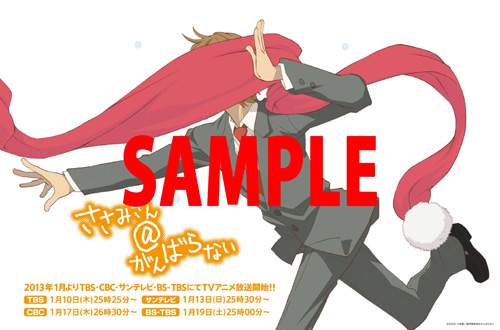 SAMPLE
ささみさん
@
がんばらない
2013年1月よりTBS・CBC・サンテレビ・BS-TBSにてTVアニメ放送開始!!
TBS 1月10日(木)25時25分～ サンテレビ 1月13日(日)25時30分～
CBC 1月17日(木)26時30分～ BS-TBS 1月19日(土)25時00分～